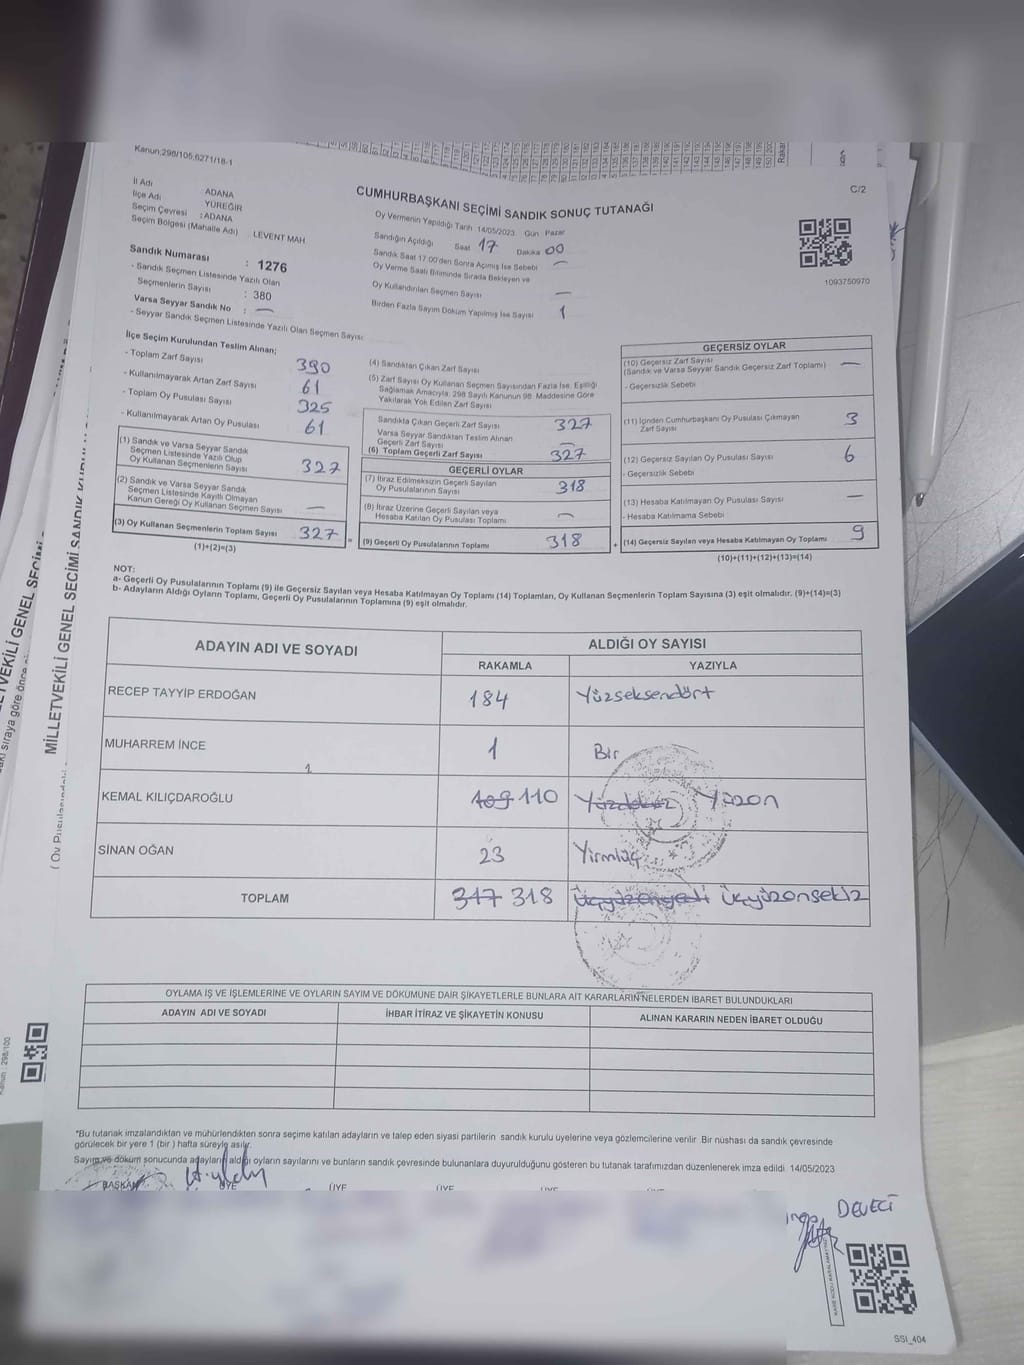 Kanun:298/105,6271/18-1
C/2
İl Adı ADANA
İlçe Adı YÜREĞİR
Seçim Çevresi :ADANA
Seçim Bölgesi (Mahalle Adı) LEVENT MAH
CUMHURBAŞKANI SEÇİMİ SANDIK SONUÇ TUTANAĞI
Oy Vermenin Yapıldığı Tarih 14/05/2023 Gün Pazar
Sandığın Açıldığı Saat 17 Dakika 00
Sandık Saat 17.00'den Sonra Açılmış İse Sebebi —
Oy Verme Saati Bitiminde Sırada Bekleyen ve
Oy Kullandırılan Seçmen Sayısı —
Birden Fazla Sayım Döküm Yapılmış İse Sayısı 1
1093750970
Sandık Numarası : 1276
- Sandık Seçmen Listesinde Yazılı Olan
Seçmenlerin Sayısı : 380
Varsa Seyyar Sandık No : —
- Seyyar Sandık Seçmen Listesinde Yazılı Olan Seçmen Sayısı:
İlçe Seçim Kurulundan Teslim Alınan;
- Toplam Zarf Sayısı 390
- Kullanılmayarak Artan Zarf Sayısı 61
- Toplam Oy Pusulası Sayısı 325
- Kullanılmayarak Artan Oy Pusulası 61
(1) Sandık ve Varsa Seyyar Sandık
Seçmen Listesinde Yazılı Olup
Oy Kullanan Seçmenlerin Sayısı 327
(2) Sandık ve Varsa Seyyar Sandık
Seçmen Listesinde Kayıtlı Olmayan
Kanun Gereği Oy Kullanan Seçmen Sayısı —
(3) Oy Kullanan Seçmenlerin Toplam Sayısı 327
(1)+(2)=(3)
(4) Sandıktan Çıkan Zarf Sayısı
(5) Zarf Sayısı Oy Kullanan Seçmen Sayısından Fazla İse, Eşitliği
Sağlamak Amacıyla, 298 Sayılı Kanunun 98. Maddesine Göre
Yakılarak Yok Edilen Zarf Sayısı
Sandıkta Çıkan Geçerli Zarf Sayısı 327
Varsa Seyyar Sandıktan Teslim Alınan
Geçerli Zarf Sayısı —
(6) Toplam Geçerli Zarf Sayısı 327
GEÇERLİ OYLAR
(7) İtiraz Edilmeksizin Geçerli Sayılan
Oy Pusulalarının Sayısı 318
(8) İtiraz Üzerine Geçerli Sayılan veya
Hesaba Katılan Oy Pusulası Toplamı —
(9) Geçerli Oy Pusulalarının Toplamı 318
GEÇERSİZ OYLAR
(10) Geçersiz Zarf Sayısı
(Sandık ve Varsa Seyyar Sandık Geçersiz Zarf Toplamı) —
- Geçersizlik Sebebi
(11) İçinden Cumhurbaşkanı Oy Pusulası Çıkmayan
Zarf Sayısı 3
(12) Geçersiz Sayılan Oy Pusulası Sayısı 6
- Geçersizlik Sebebi
(13) Hesaba Katılmayan Oy Pusulası Sayısı —
- Hesaba Katılmama Sebebi
(14) Geçersiz Sayılan veya Hesaba Katılmayan Oy Toplamı 9
(10)+(11)+(12)+(13)=(14)
NOT:
a- Geçerli Oy Pusulalarının Toplamı (9) ile Geçersiz Sayılan veya Hesaba Katılmayan Oy Toplamı (14) Toplamları, Oy Kullanan Seçmenlerin Toplam Sayısına (3) eşit olmalıdır. (9)+(14)=(3)
b- Adayların Aldığı Oyların Toplamı, Geçerli Oy Pusulalarının Toplamına (9) eşit olmalıdır.
ADAYIN ADI VE SOYADI
ALDIĞI OY SAYISI
RAKAMLA YAZIYLA
RECEP TAYYİP ERDOĞAN 184 Yüzseksendört
MUHARREM İNCE 1 Bir
1
KEMAL KILIÇDAROĞLU 109 110 Yüzdokuz Yüzon
SİNAN OĞAN 23 Yirmiüç
TOPLAM 317 318 Üçyüzonyedi Üçyüzonsekiz
OYLAMA İŞ VE İŞLEMLERİNE VE OYLARIN SAYIM VE DÖKÜMÜNE DAİR ŞİKAYETLERLE BUNLARA AİT KARARLARIN NELERDEN İBARET BULUNDUKLARI
ADAYIN ADI VE SOYADI
İHBAR İTİRAZ VE ŞİKAYETİN KONUSU
ALINAN KARARIN NEDEN İBARET OLDUĞU
*Bu tutanak imzalandıktan ve mühürlendikten sonra seçime katılan adayların ve talep eden siyasi partilerin sandık kurulu üyelerine veya gözlemcilerine verilir. Bir nüshası da sandık çevresinde
görülecek bir yere 1 (bir) hafta süreyle asılır.
Sayım ve döküm sonucunda adayların aldığı oyların sayılarını ve bunların sandık çevresinde bulunanlara duyurulduğunu gösteren bu tutanak tarafımızdan düzenlenerek imza edildi. 14/05/2023
BAŞKAN ÜYE ÜYE ÜYE
DEVECİ
SSI_404
MİLLETVEKİLİ GENEL SEÇİMİ SANDIK